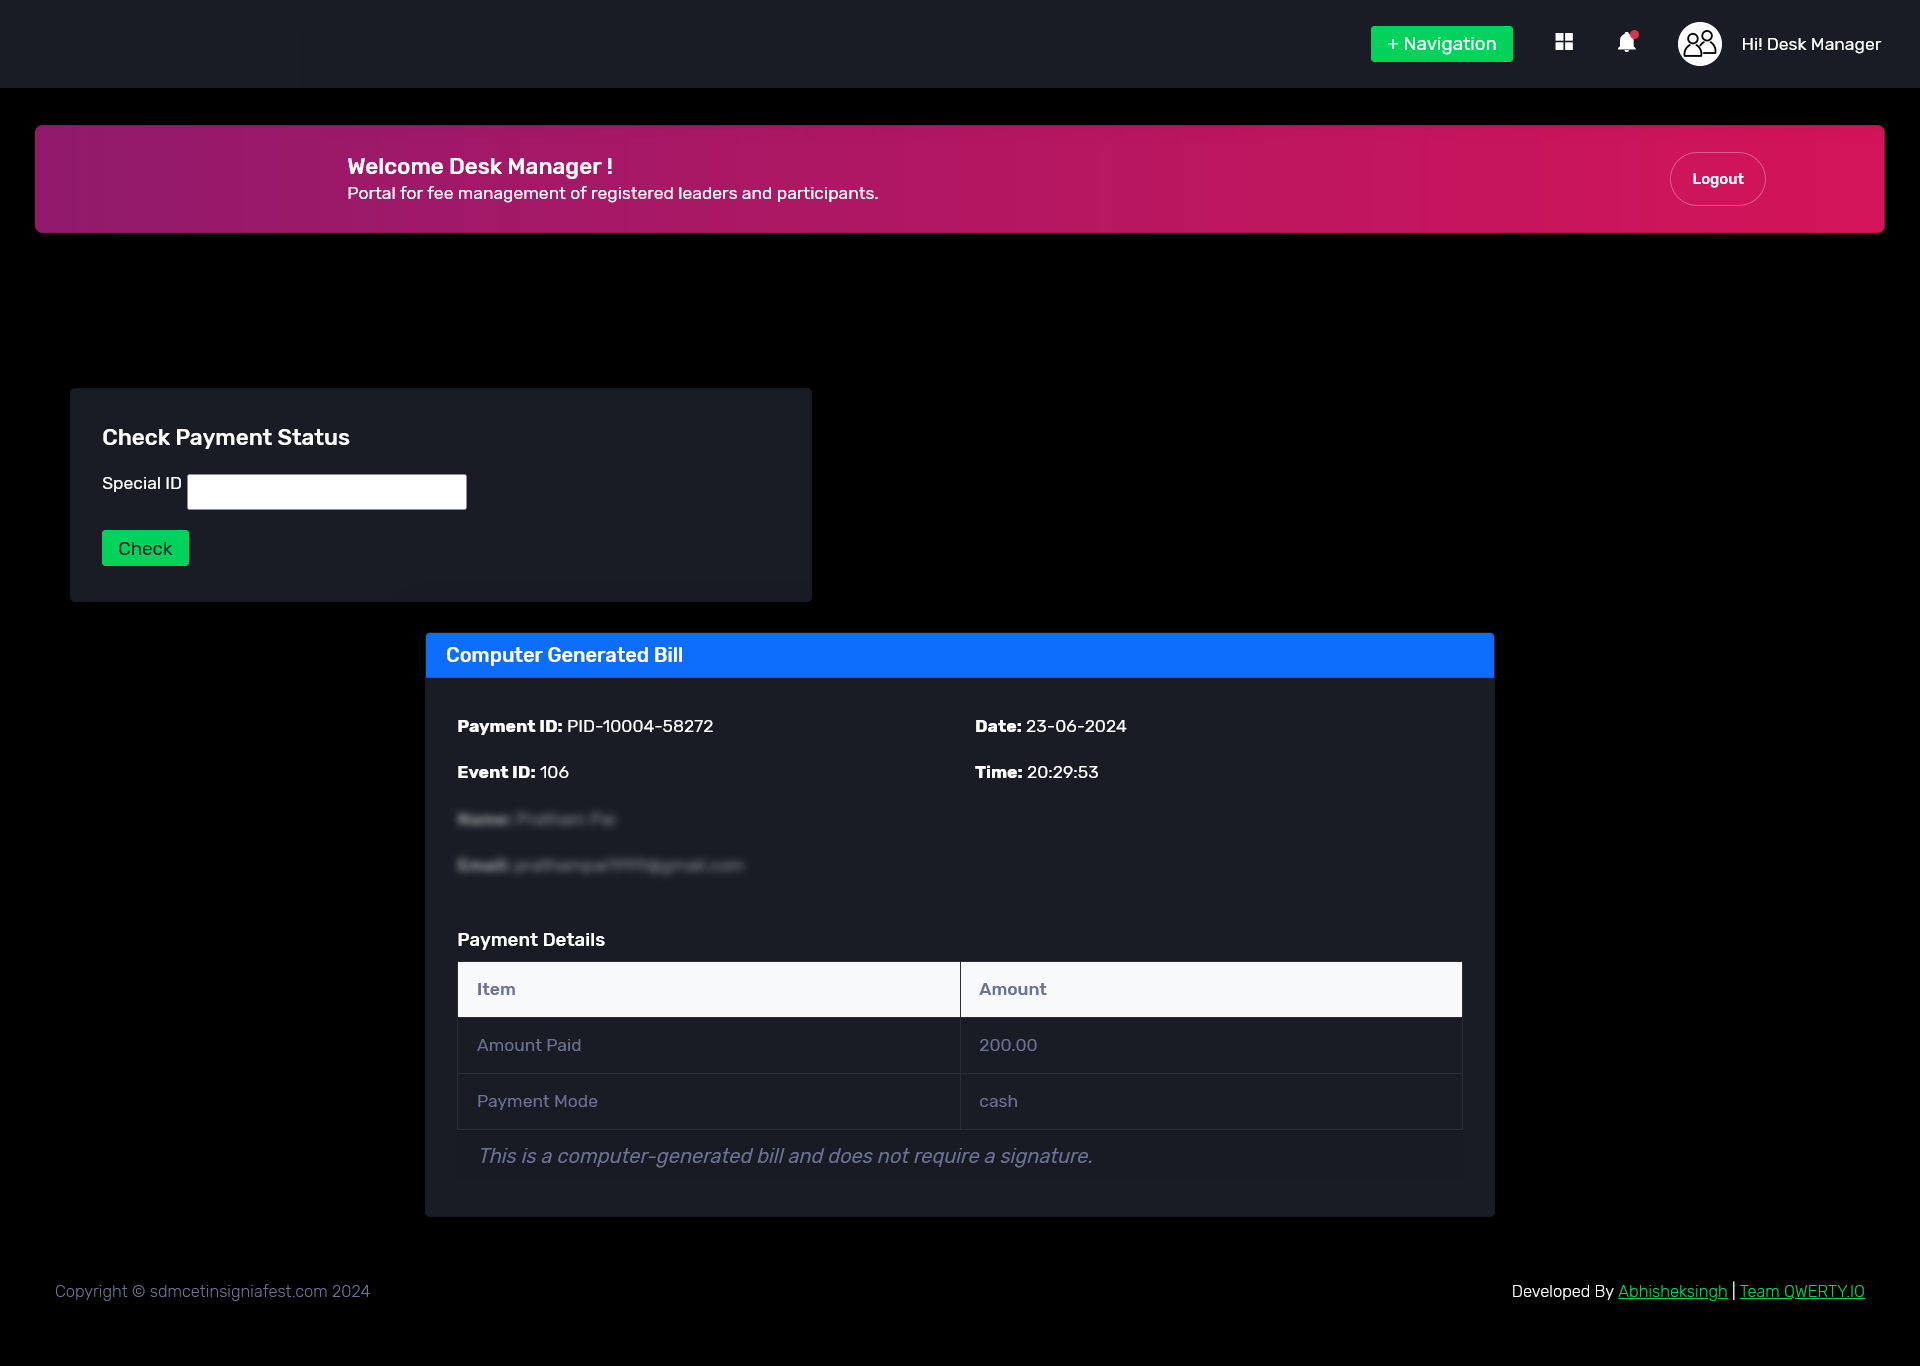 + Navigation
Hi! Desk Manager
Welcome Desk Manager !
Portal for fee management of registered leaders and participants.
Logout
Check Payment Status
Special ID
Check
Computer Generated Bill
Payment ID: PID-10004-58272
Date: 23-06-2024
Event ID: 106
Time: 20:29:53
Payment Details
Item Amount
Amount Paid 200.00
Payment Mode cash
This is a computer-generated bill and does not require a signature.
Copyright © sdmcetinsigniafest.com 2024
Developed By Abhisheksingh | Team QWERTY.IO